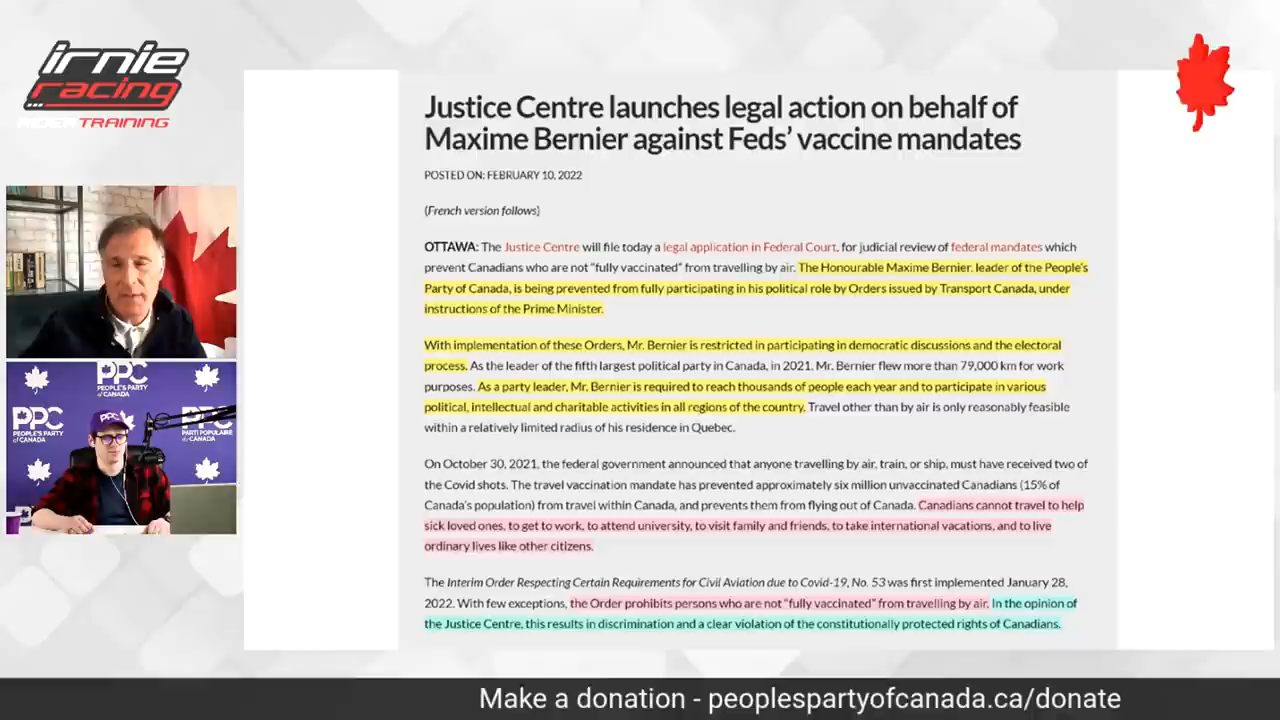 irnie
racing
RIDERTRAINING
PPC
PEOPLE'S PARTY
of CANADA
PPC
PEOPLE'S PARTY
of CANADA
PPC
PARTI POPULAIRE
du CANADA
Justice Centre launches legal action on behalf of
Maxime Bernier against Feds' vaccine mandates
POSTED ON: FEBRUARY 10, 2022
(French version follows)
OTTAWA: The Justice Centre will file today a legal application in Federal Court, for judicial review of federal mandates which
prevent Canadians who are not "fully vaccinated" from travelling by air. The Honourable Maxime Bernier, leader of the People's
Party of Canada, is being prevented from fully participating in his political role by Orders issued by Transport Canada, under
instructions of the Prime Minister.
With implementation of these Orders, Mr. Bernier is restricted in participating in democratic discussions and the electoral
process. As the leader of the fifth largest political party in Canada, in 2021, Mr. Bernier flew more than 79,000 km for work
purposes. As a party leader, Mr. Bernier is required to reach thousands of people each year and to participate in various
political, intellectual and charitable activities in all regions of the country. Travel other than by air is only reasonably feasible
within a relatively limited radius of his residence in Quebec.
On October 30, 2021, the federal government announced that anyone travelling by air, train, or ship, must have received two of
the Covid shots. The travel vaccination mandate has prevented approximately six million unvaccinated Canadians (15% of
Canada's population) from travel within Canada, and prevents them from flying out of Canada. Canadians cannot travel to help
sick loved ones, to get to work, to attend university, to visit family and friends, to take international vacations, and to live
ordinary lives like other citizens.
The Interim Order Respecting Certain Requirements for Civil Aviation due to Covid-19, No. 53 was first implemented January 28,
2022. With few exceptions, the Order prohibits persons who are not "fully vaccinated" from travelling by air. In the opinion of
the Justice Centre, this results in discrimination and a clear violation of the constitutionally protected rights of Canadians.
Make a donation - peoplespartyofcanada.ca/donate